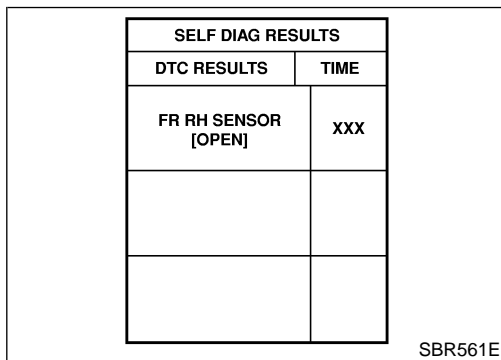 SELF DIAG RESULTS
DTC RESULTS TIME
FR RH SENSOR XXX
[OPEN]
SBR561E